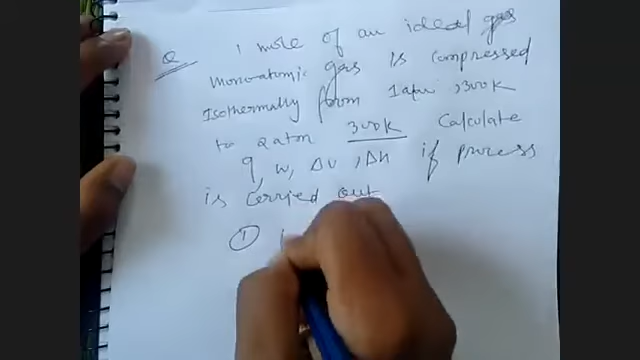 Q 1 mole of an ideal gas
monoatomic gas is compressed
Isothermally from 1atm, 300K
to 2atm 300K Calculate
q, w, ΔU, ΔH if process
is carried out
①